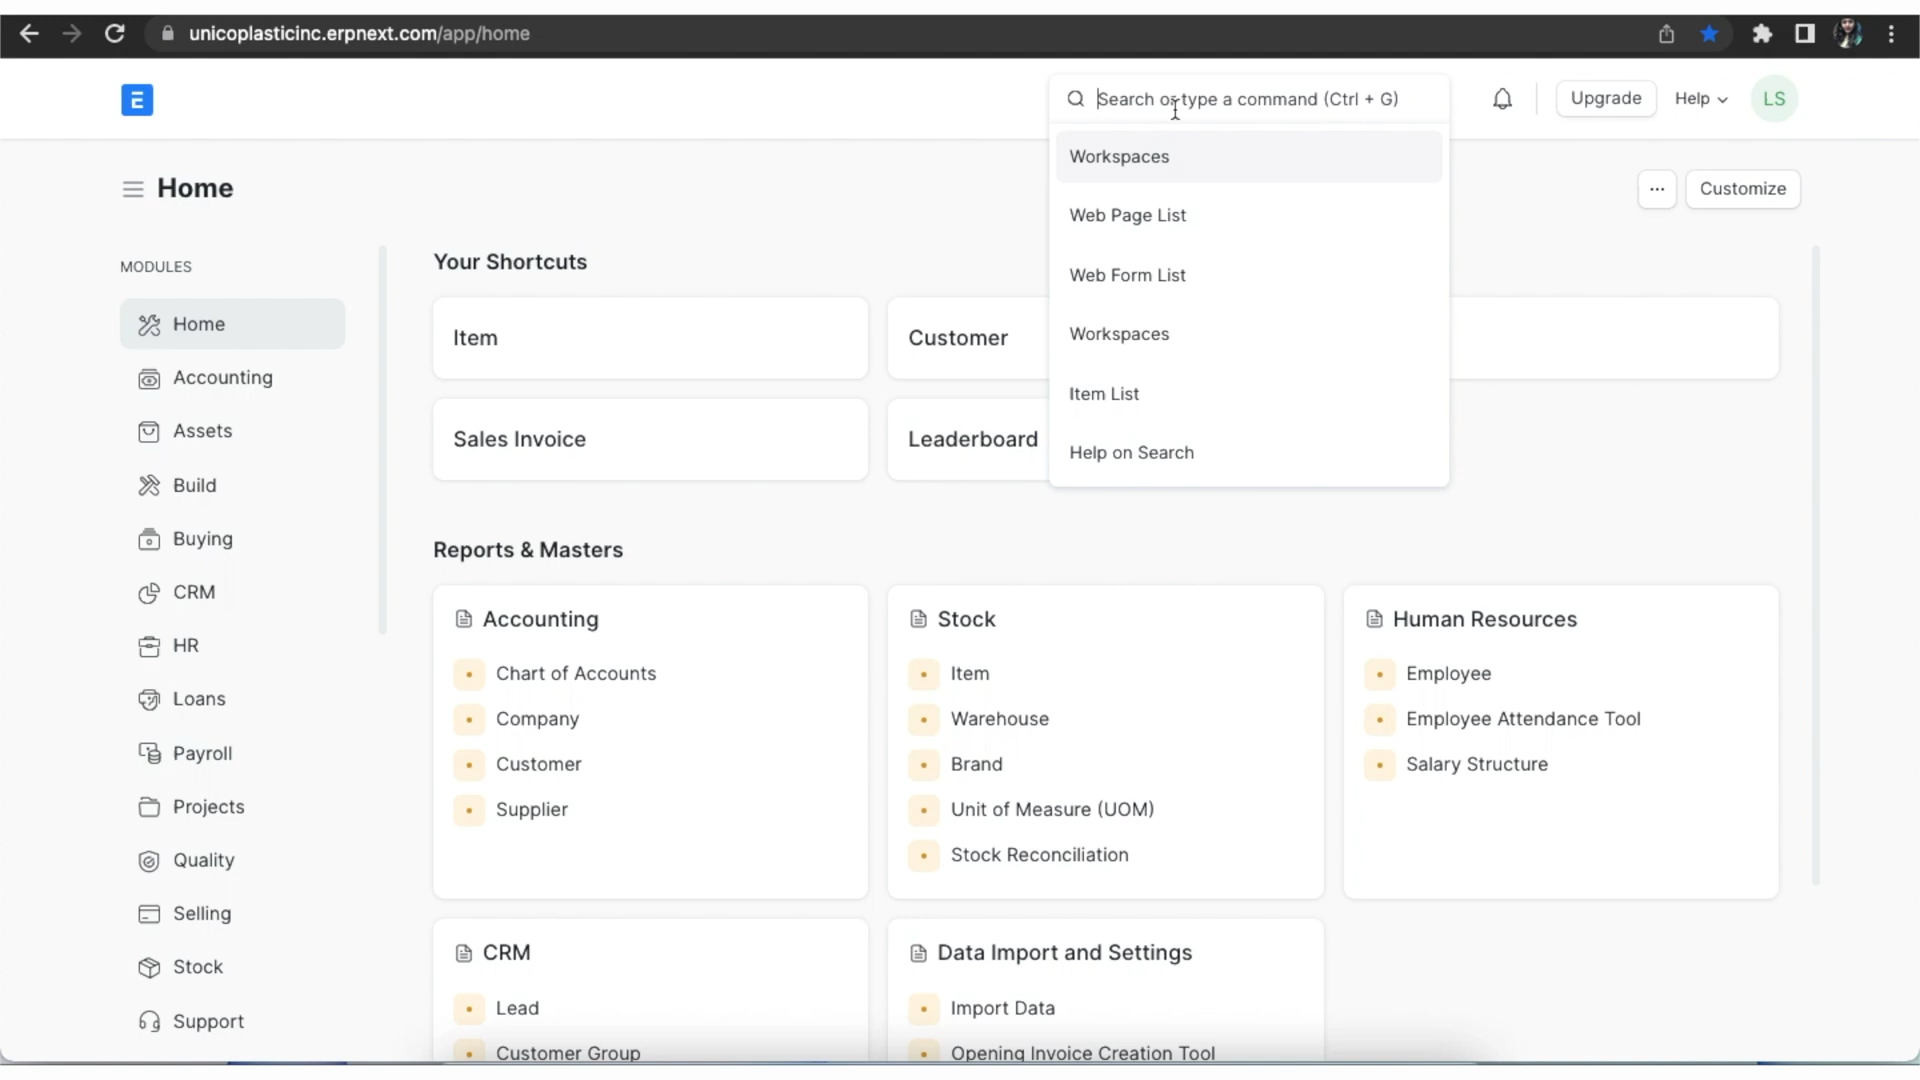 unicoplasticinc.erpnext.com/app/home
E
Search or type a command (Ctrl + G)
Upgrade
Help
LS
Workspaces
Web Page List
Web Form List
Workspaces
Item List
Help on Search
Home
...
Customize
MODULES
Home
Accounting
Assets
Build
Buying
CRM
HR
Loans
Payroll
Projects
Quality
Selling
Stock
Support
Your Shortcuts
Item
Customer
Sales Invoice
Leaderboard
Reports & Masters
Accounting
Chart of Accounts
Company
Customer
Supplier
Stock
Item
Warehouse
Brand
Unit of Measure (UOM)
Stock Reconciliation
Human Resources
Employee
Employee Attendance Tool
Salary Structure
CRM
Lead
Customer Group
Data Import and Settings
Import Data
Opening Invoice Creation Tool